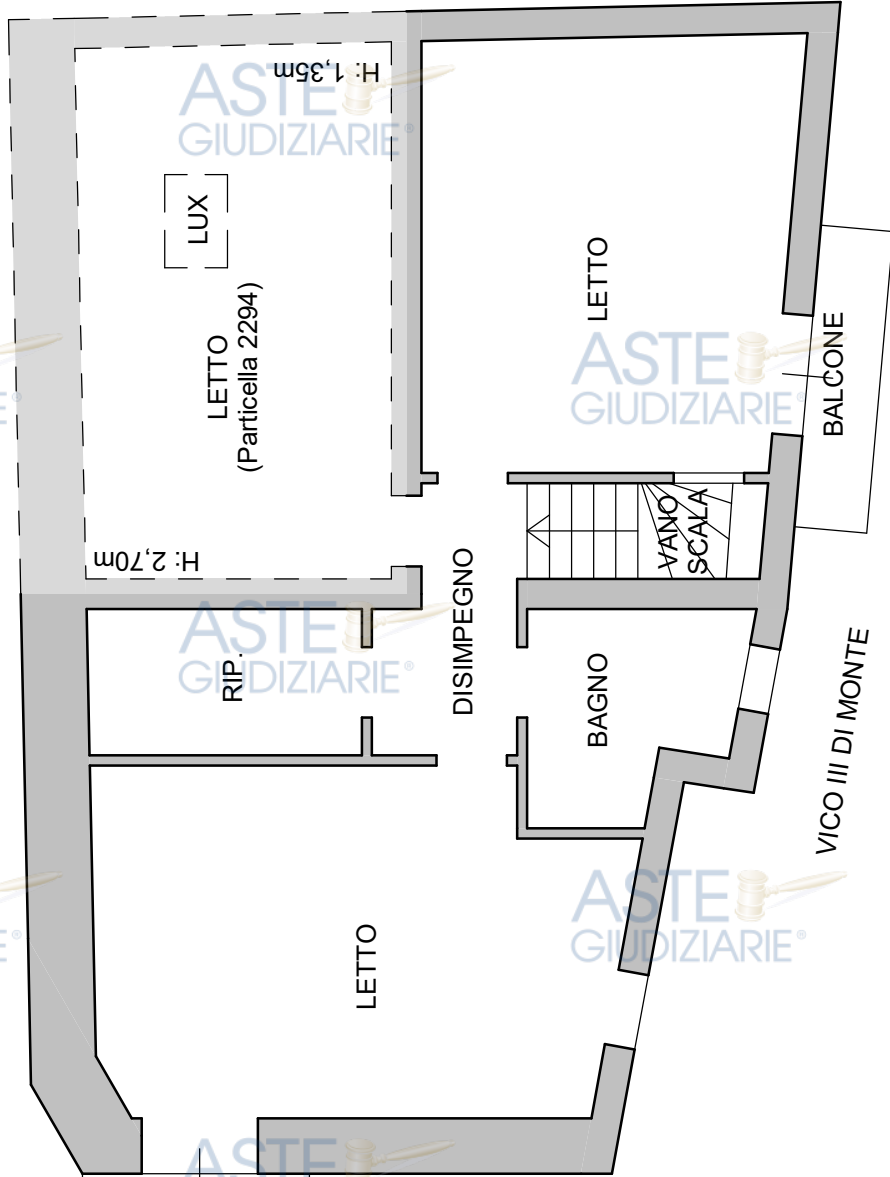 H: 1,35m
LUX
LETTO
(Particella 2294)
H: 2,70m
LETTO
BALCONE
VANO
SCALA
DISIMPEGNO
RIP.
BAGNO
VICO III DI MONTE
LETTO
ASTE
GIUDIZIARIE®
ASTE
GIUDIZIARIE®
ASTE
GIUDIZIARIE®
ASTE
GIUDIZIARIE®
ASTE